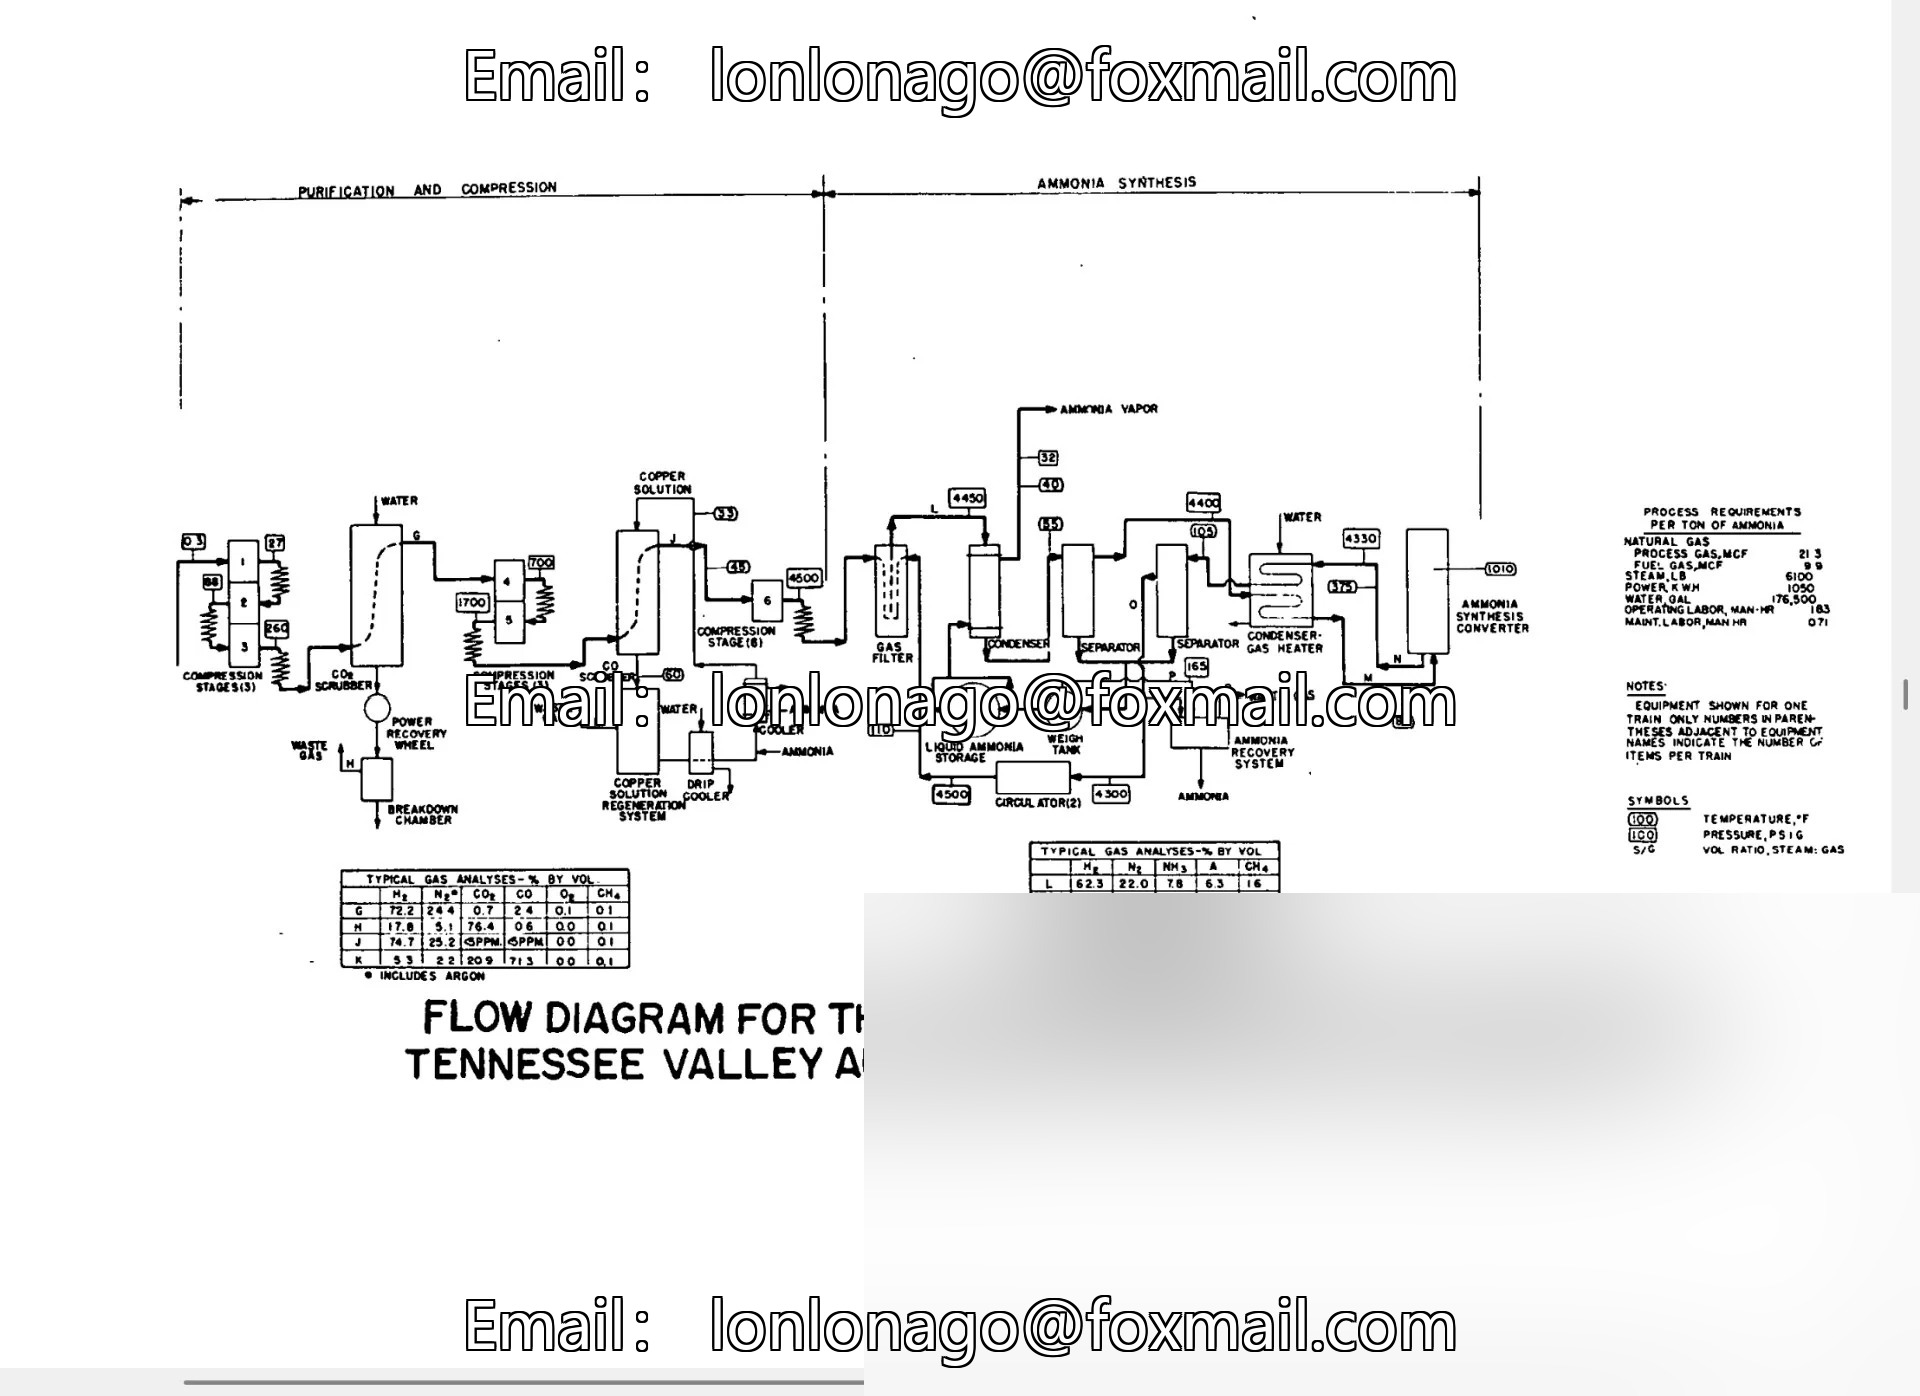 Email： lonlonago@foxmail.com
PURIFICATION AND COMPRESSION
AMMONIA SYNTHESIS
AMMONIA VAPOR
32
40
COPPER
SOLUTION
WATER
G
33
J
45
L
4450
55
4400
105
WATER
4330
375
1010
0.3
27
1
88
2
260
3
700
4
1700
5
6
4500
O
COMPRESSION
STAGES(3)
CO2
SCRUBBER
COMPRESSION
STAGE(6)
GAS
FILTER
CONDENSER
SEPARATOR
SEPARATOR
CONDENSER-
GAS HEATER
AMMONIA
SYNTHESIS
CONVERTER
N
M
60
165
P
POWER
RECOVERY
WHEEL
WASTE
GAS
H
BREAKDOWN
CHAMBER
WATER
COOLER
AMMONIA
COPPER
SOLUTION
REGENERATION
SYSTEM
DRIP
COOLER
110
LIQUID AMMONIA
STORAGE
WEIGH
TANK
AMMONIA
RECOVERY
SYSTEM
AMMONIA
4500
CIRCULATOR(2)
4300
Email： lonlonago@foxmail.com
PROCESS REQUIREMENTS
PER TON OF AMMONIA
NATURAL GAS
PROCESS GAS,MCF 21 3
FUEL GAS,MCF 9 9
STEAM,LB 6100
POWER,KWH 1050
WATER,GAL 176,500
OPERATING LABOR, MAN-HR 183
MAINT.LABOR,MAN HR 071
NOTES:
EQUIPMENT SHOWN FOR ONE
TRAIN ONLY NUMBERS IN PAREN-
THESES ADJACENT TO EQUIPMENT
NAMES INDICATE THE NUMBER OF
ITEMS PER TRAIN
SYMBOLS
100 TEMPERATURE,°F
100 PRESSURE, PSIG
S/G VOL RATIO, STEAM: GAS
TYPICAL GAS ANALYSES-% BY VOL
H2 N2 NH3 A CH4
L 62.3 22.0 7.8 6.3 1 6
TYPICAL GAS ANALYSES-% BY VOL.
H2 N2* CO2 CO O2 CH4
G 72.2 24 4 0.7 2 4 0.1 0 1
H 17.8 5.1 76.4 0 6 0.0 0.1
J 74.7 25.2 <5PPM. <5PPM 0 0 0 1
K 5 3 2 2 20 9 71 3 0 0 0.1
* INCLUDES ARGON
FLOW DIAGRAM FOR TH
TENNESSEE VALLEY A
Email： lonlonago@foxmail.com